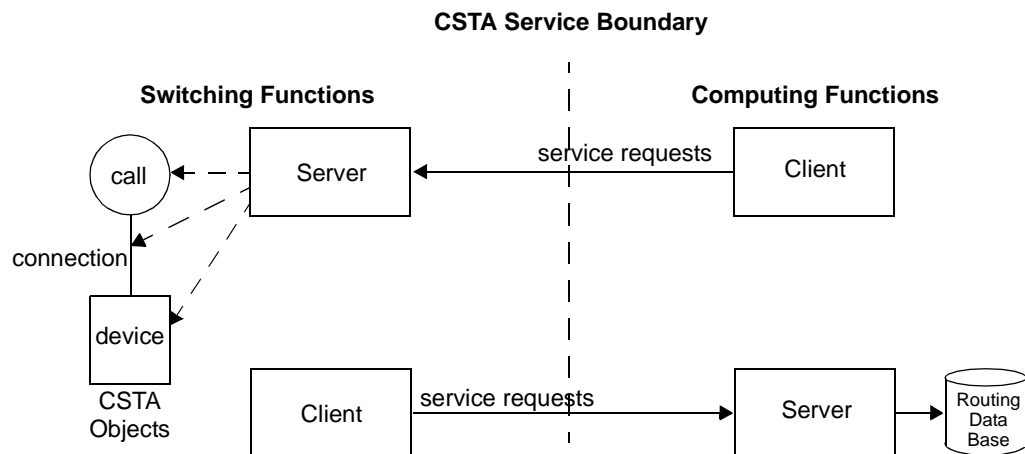 CSTA Service Boundary
Switching Functions
Computing Functions
call
Server
service requests
Client
connection
device
CSTA
Objects
Client
service requests
Server
Routing
Data
Base